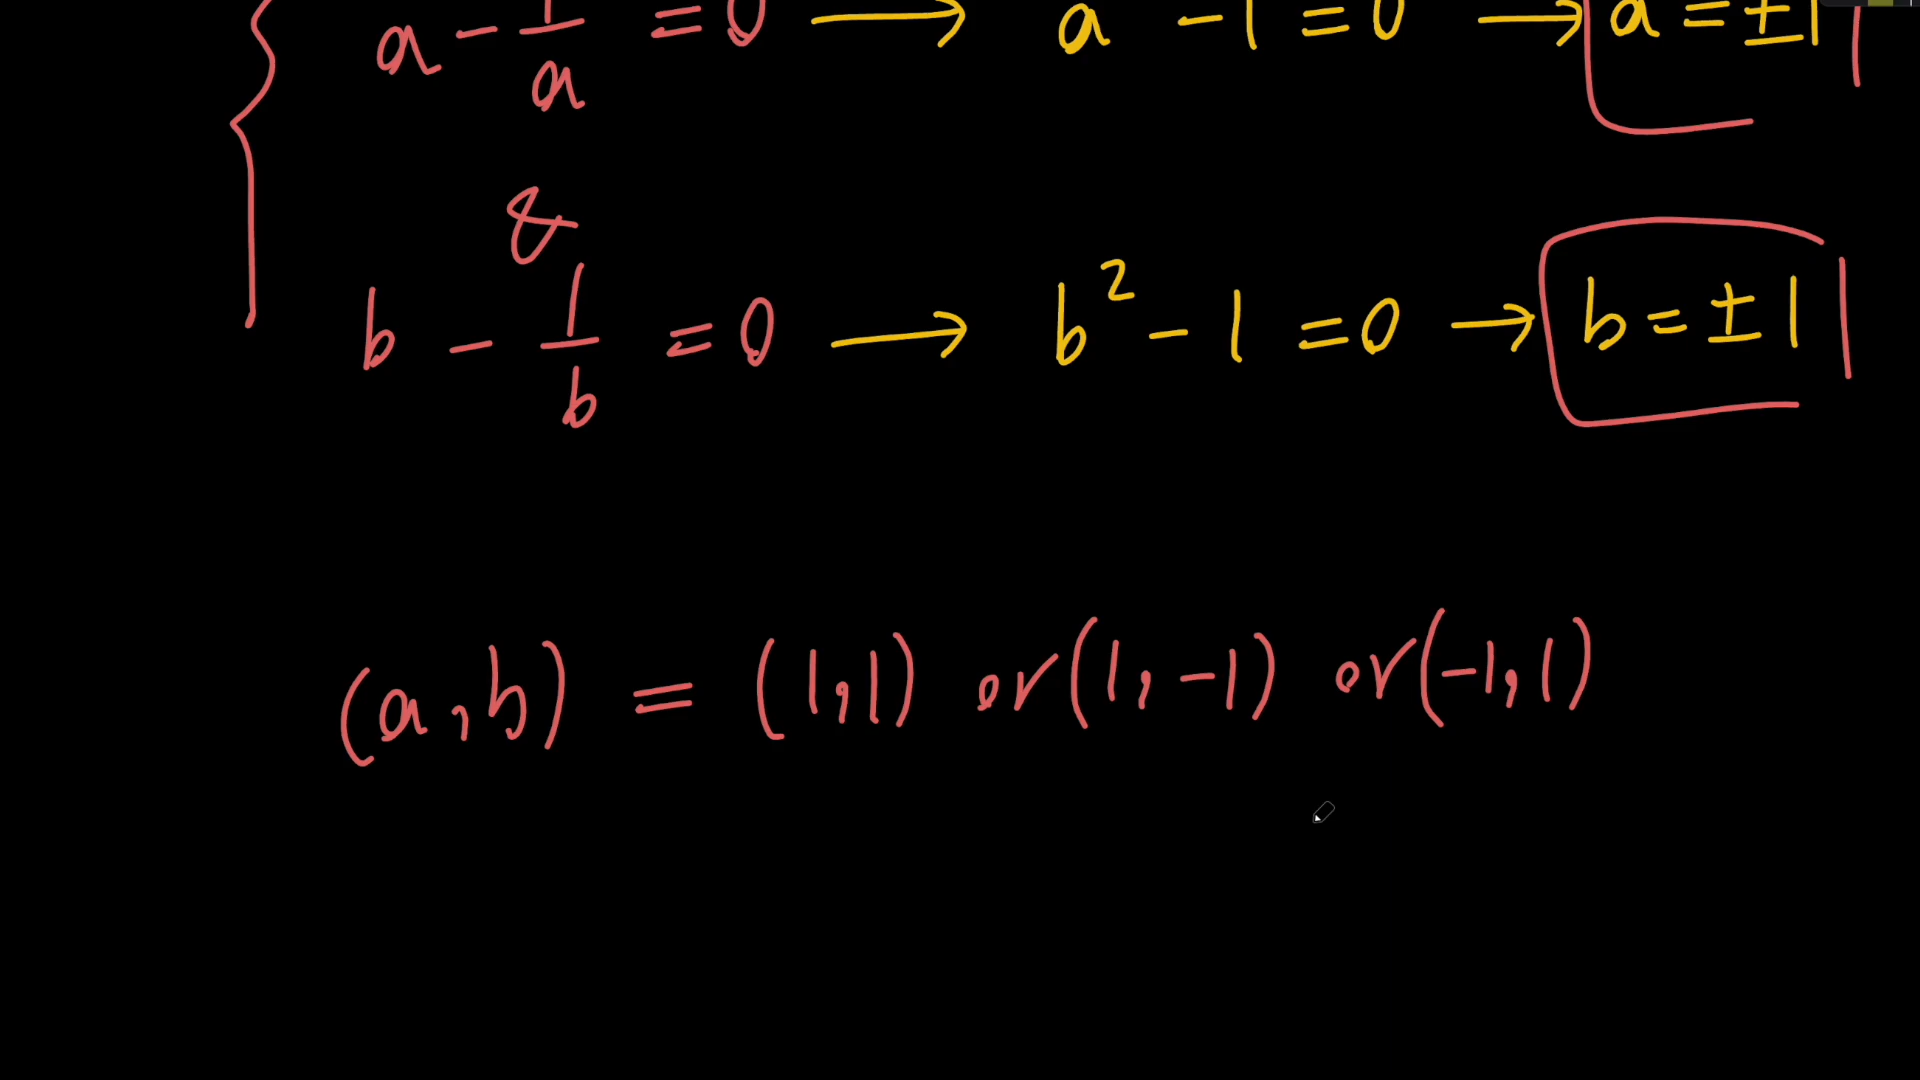 a - 1/a = 0 → a - 1 = 0 → a = ±1
&
b - 1/b = 0 → b² - 1 = 0 → b = ±1
(a, b) = (1, 1) or (1, -1) or (-1, 1)